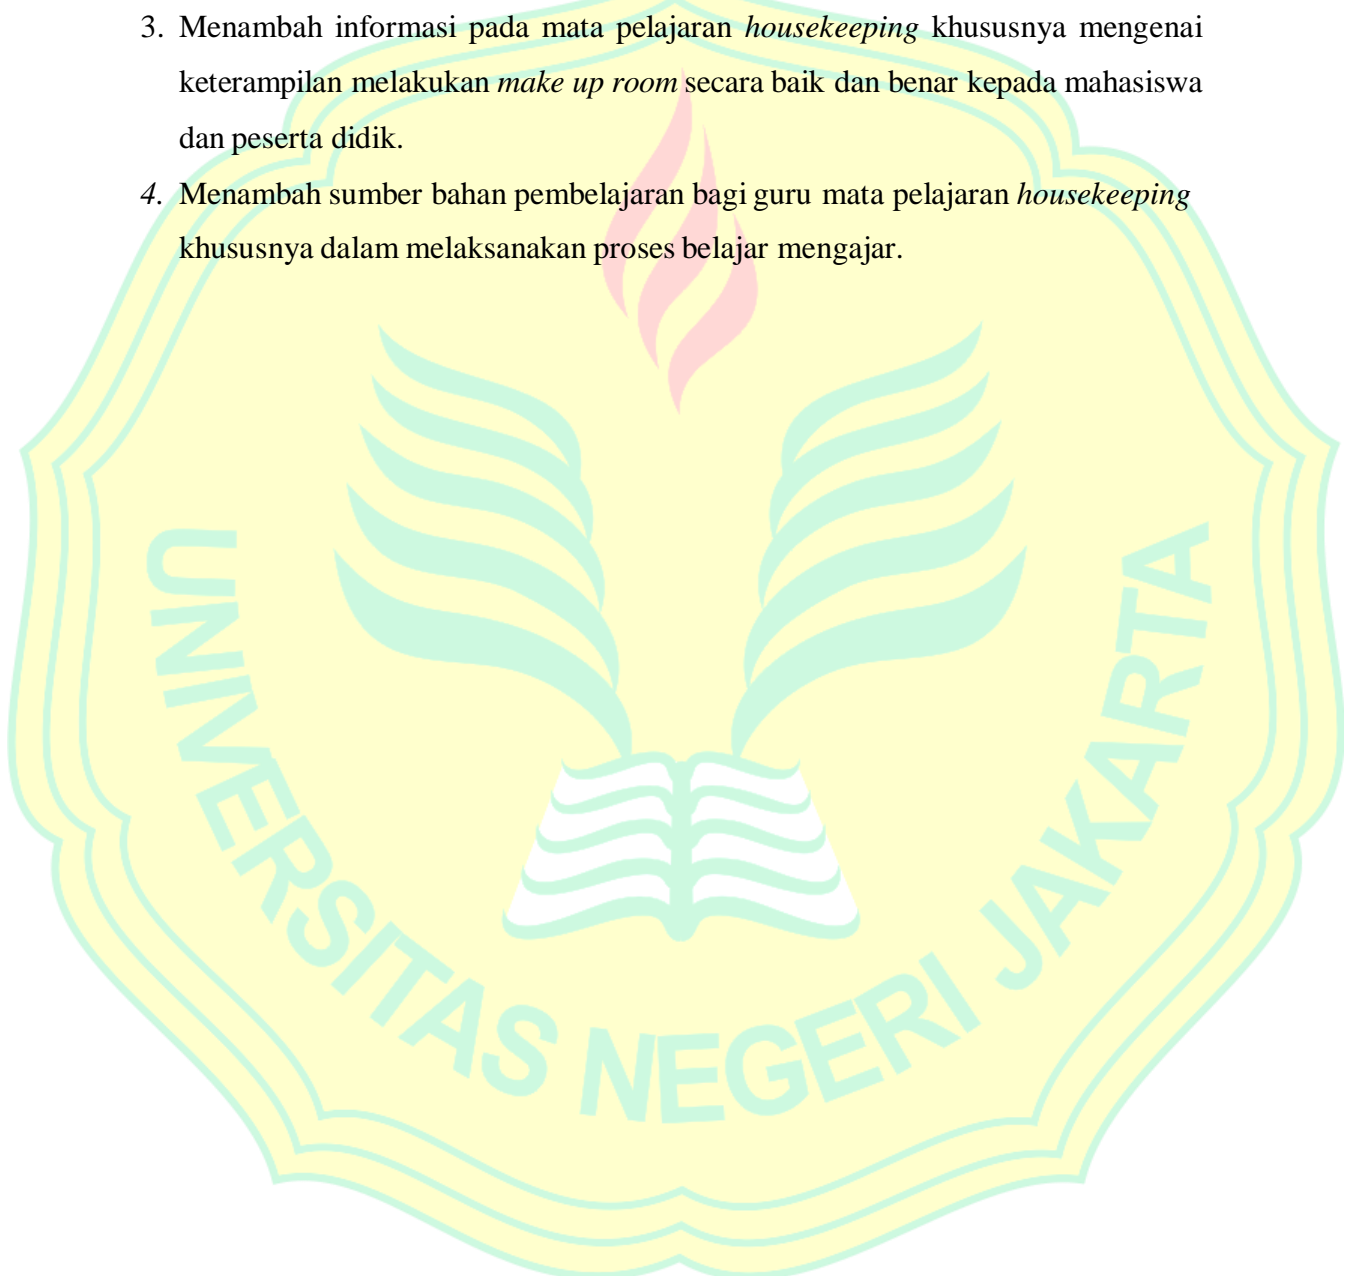 3. Menambah informasi pada mata pelajaran housekeeping khususnya mengenai
keterampilan melakukan make up room secara baik dan benar kepada mahasiswa
dan peserta didik.
4. Menambah sumber bahan pembelajaran bagi guru mata pelajaran housekeeping
khususnya dalam melaksanakan proses belajar mengajar.
UNIVERSITAS NEGERI JAKARTA